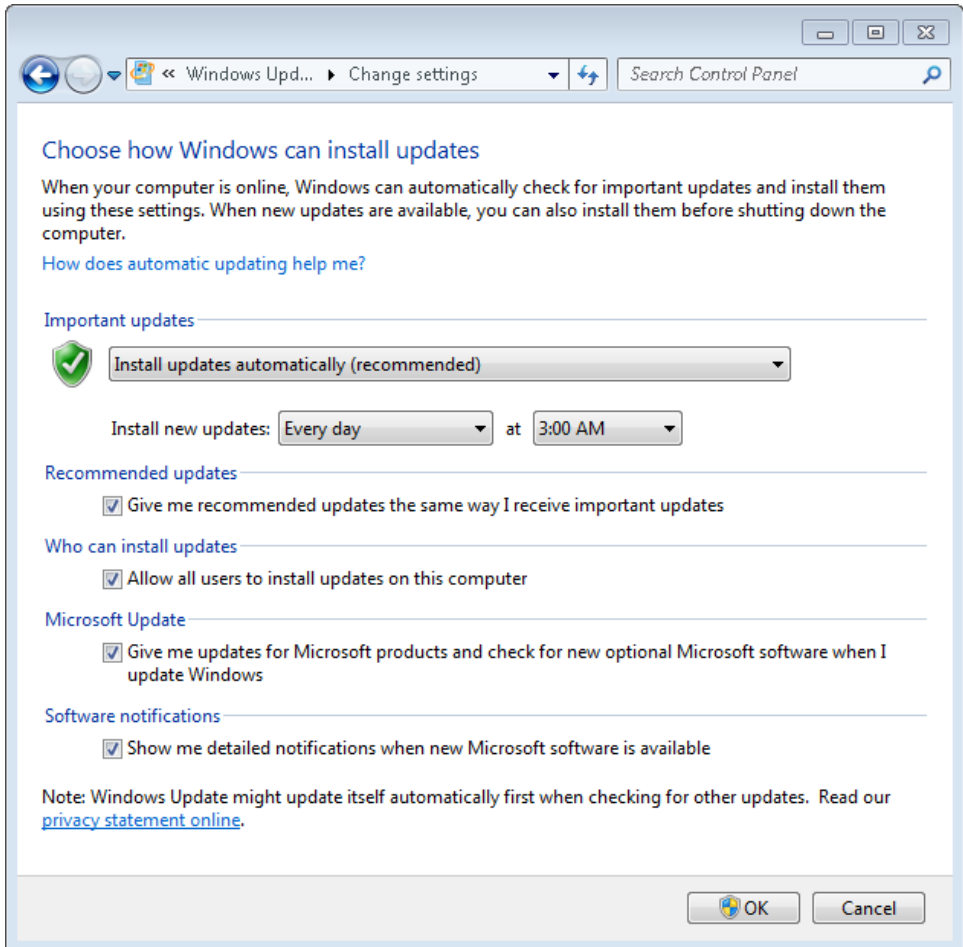 « Windows Upd... Change settings Search Control Panel
Choose how Windows can install updates
When your computer is online, Windows can automatically check for important updates and install them
using these settings. When new updates are available, you can also install them before shutting down the
computer.
How does automatic updating help me?
Important updates
Install updates automatically (recommended)
Install new updates: Every day at 3:00 AM
Recommended updates
Give me recommended updates the same way I receive important updates
Who can install updates
Allow all users to install updates on this computer
Microsoft Update
Give me updates for Microsoft products and check for new optional Microsoft software when I
update Windows
Software notifications
Show me detailed notifications when new Microsoft software is available
Note: Windows Update might update itself automatically first when checking for other updates. Read our
privacy statement online.
OK Cancel